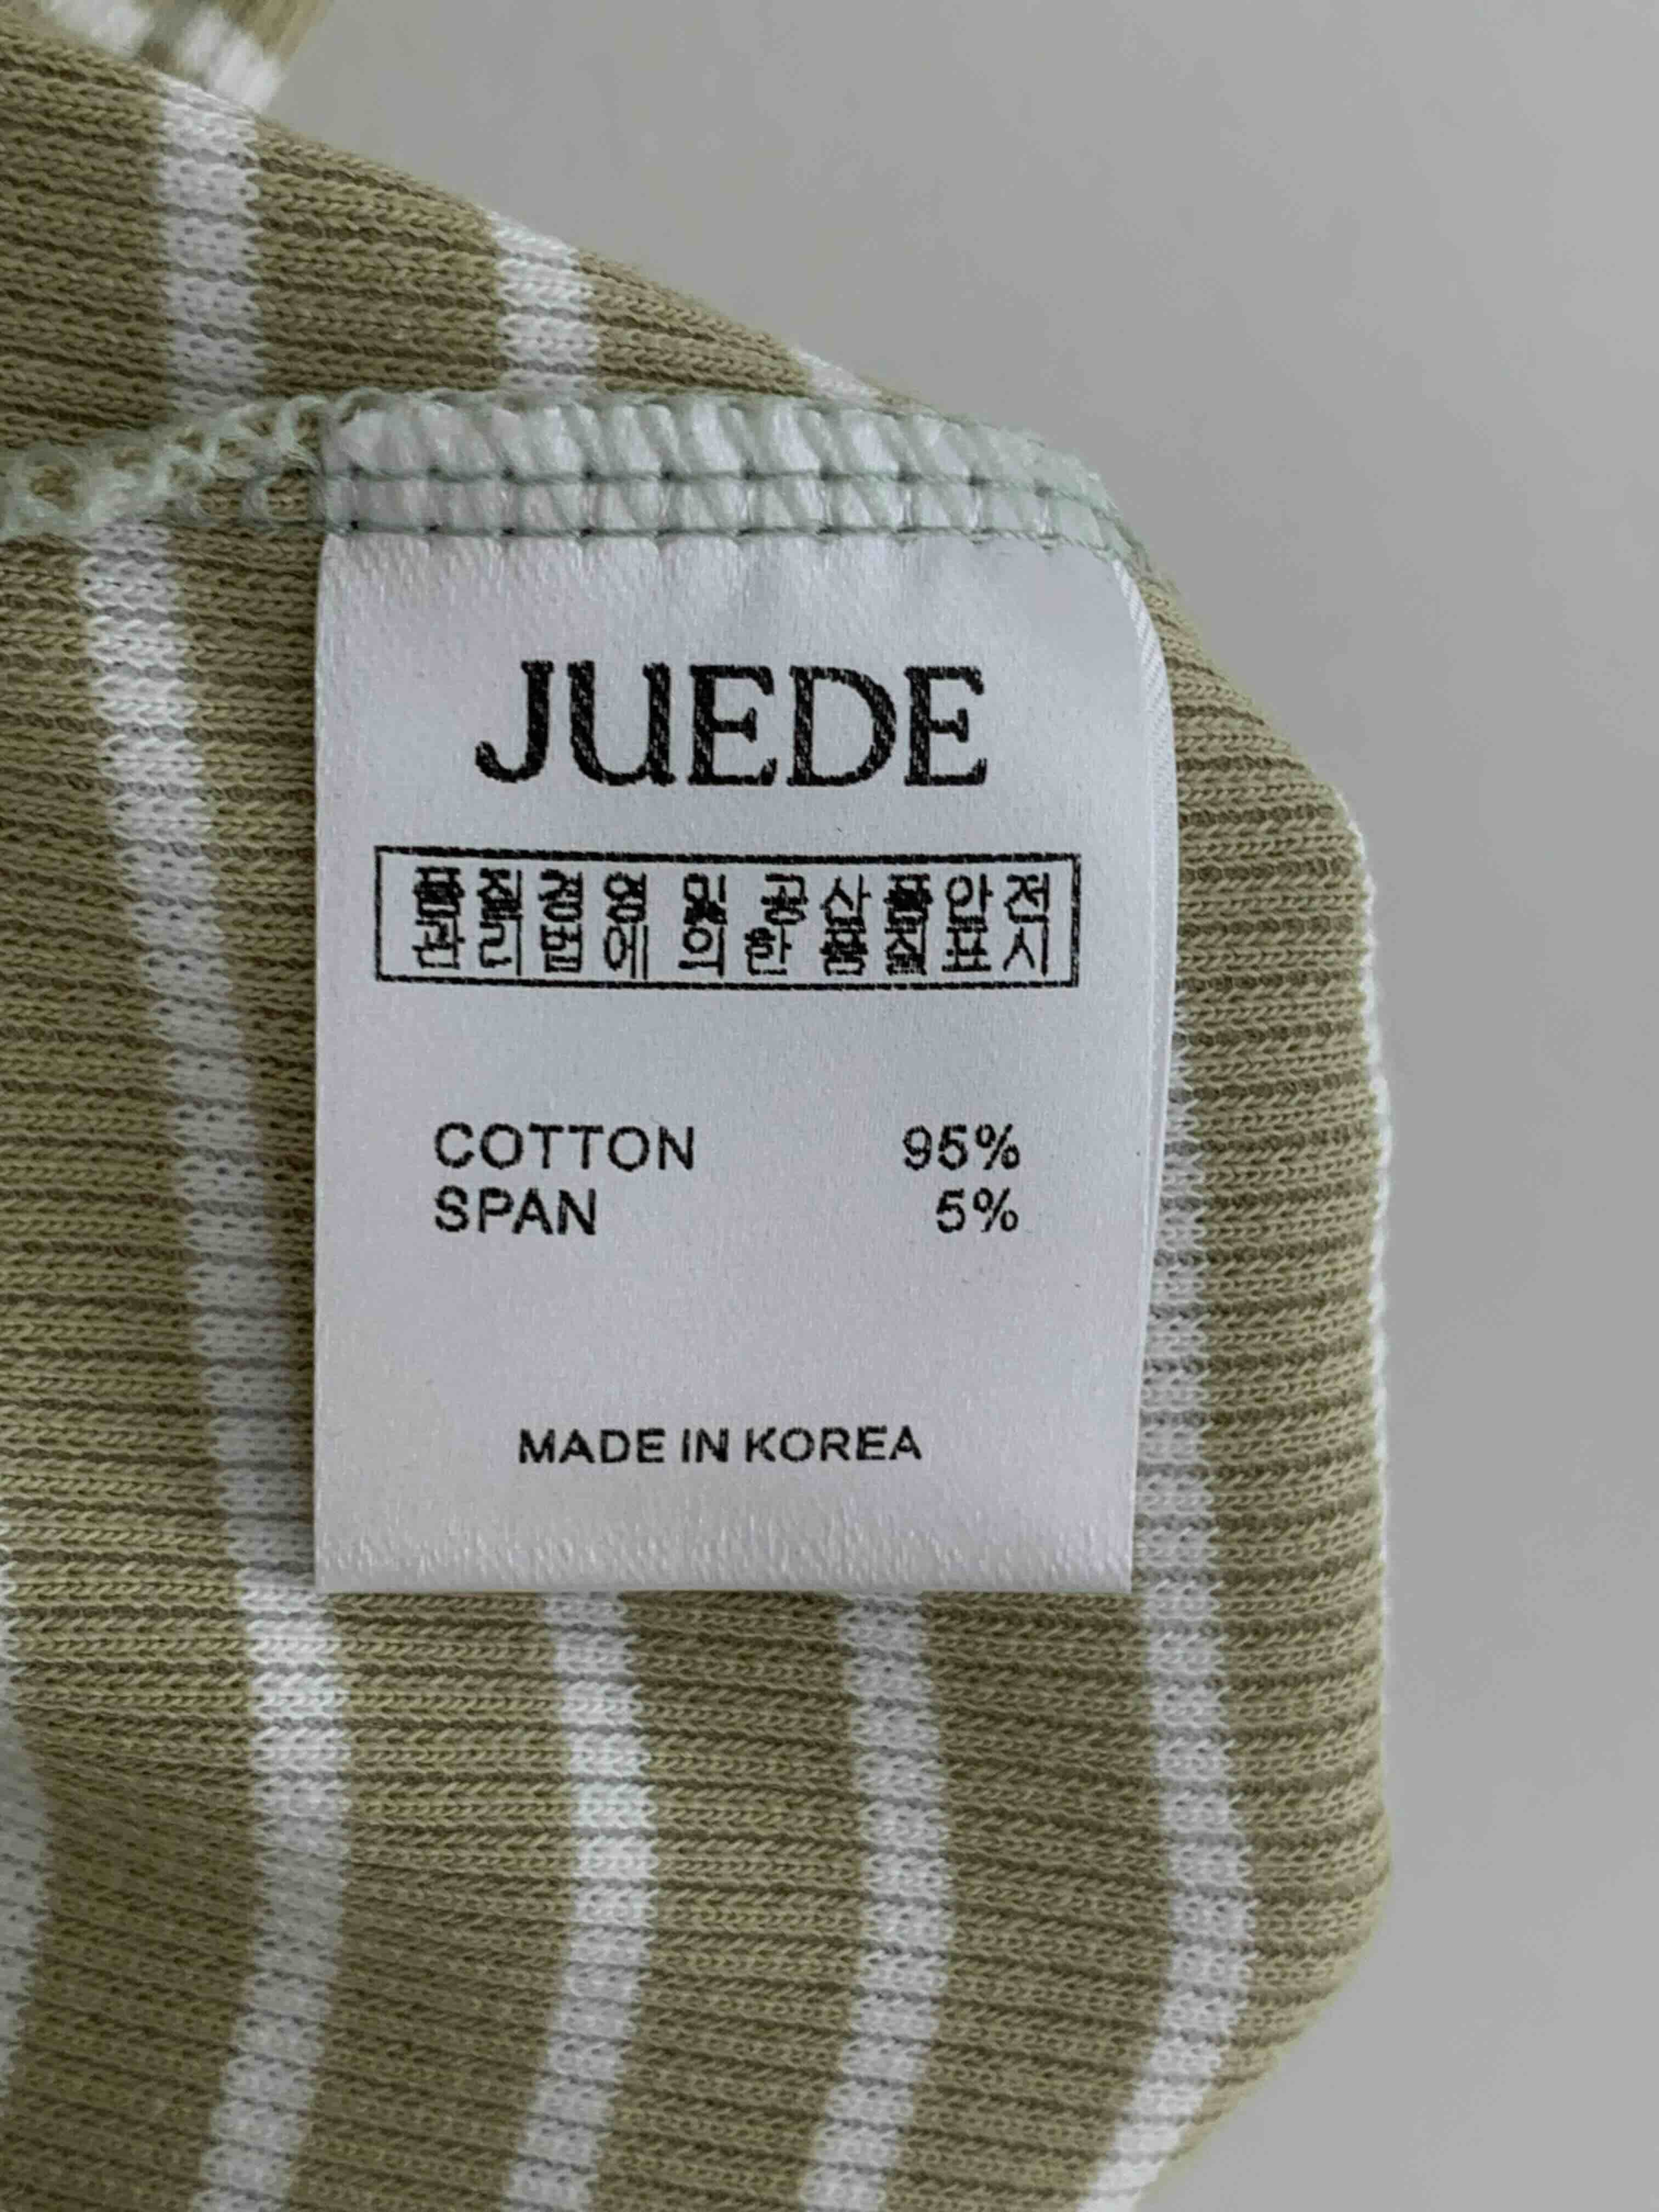 JUEDE
품질경영 및 공산품안전
관리법에 의한 품질표시
COTTON 95%
SPAN 5%
MADE IN KOREA